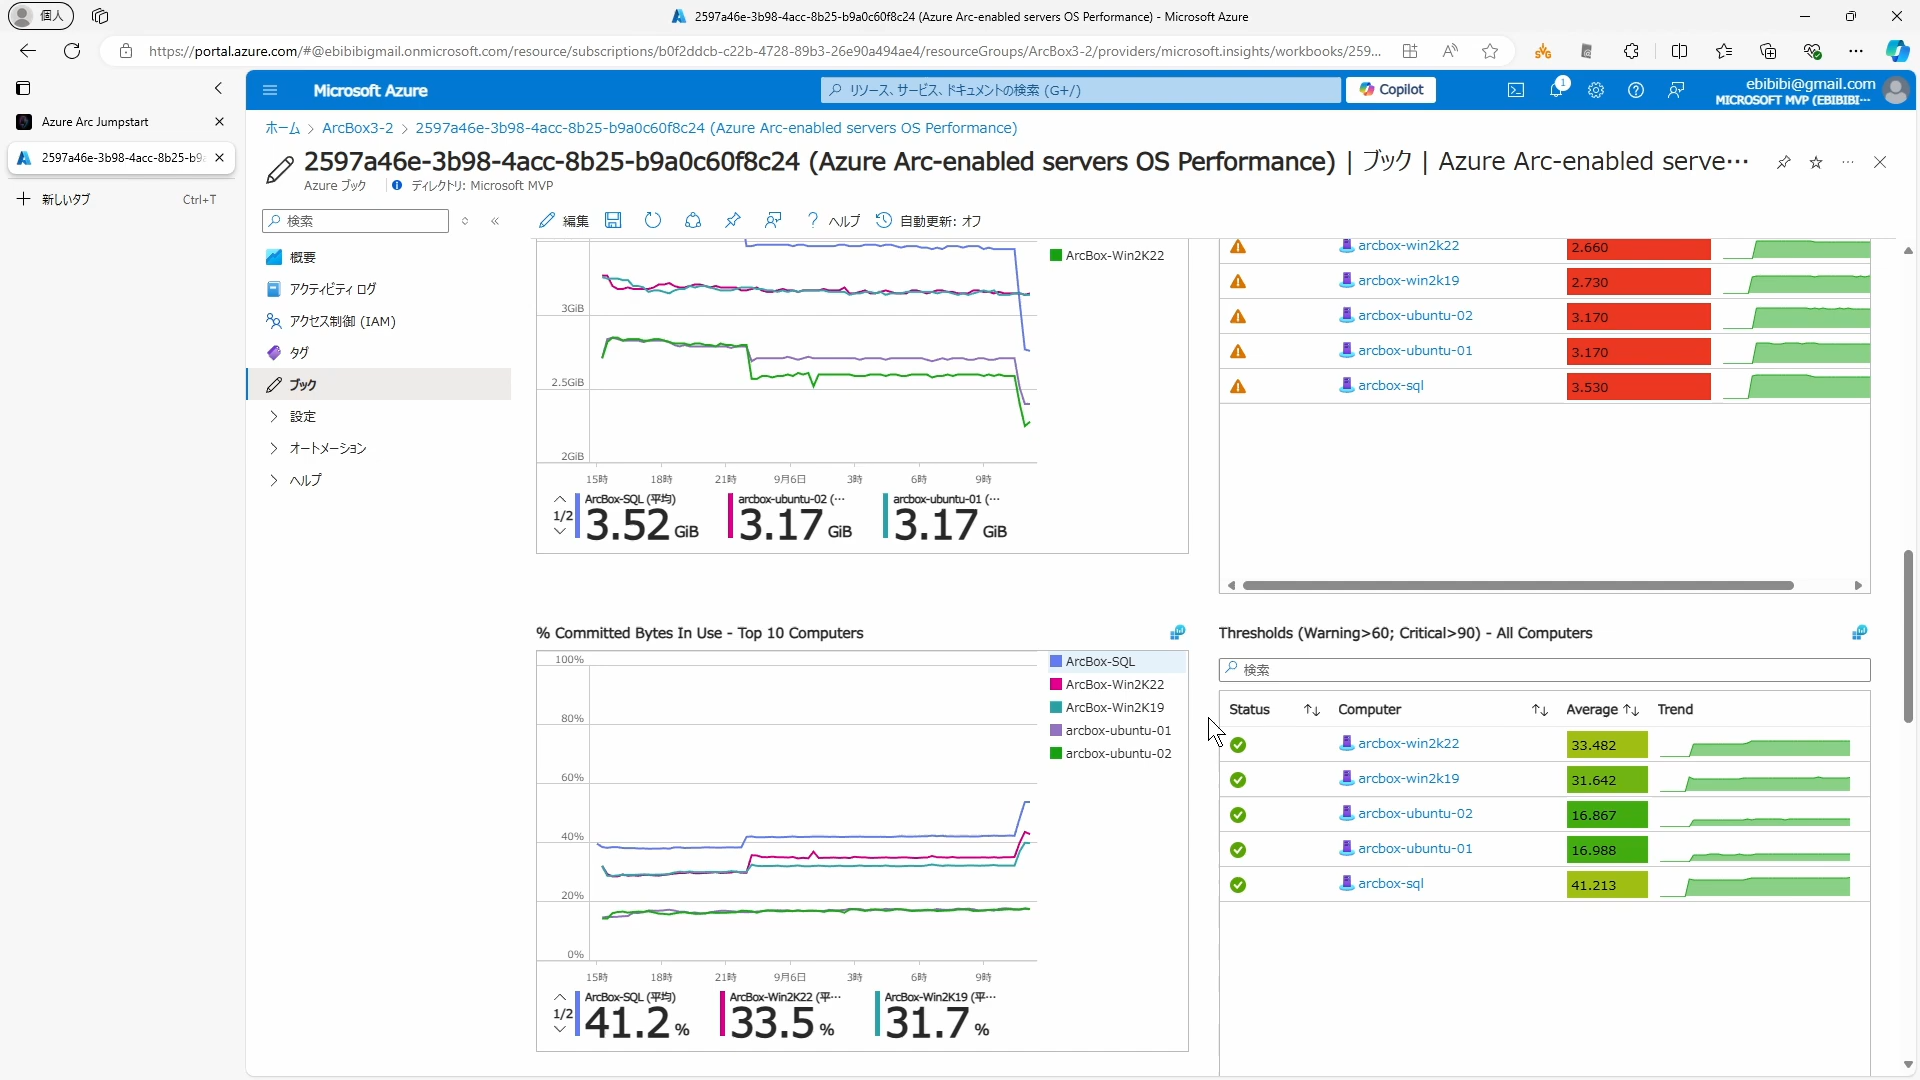 個人
2597a46e-3b98-4acc-8b25-b9a0c60f8c24 (Azure Arc-enabled servers OS Performance) - Microsoft Azure
https://portal.azure.com/#@ebibibigmail.onmicrosoft.com/resource/subscriptions/b0f2ddcb-c22b-4728-89b3-26e90a494ae4/resourceGroups/ArcBox3-2/providers/microsoft.insights/workbooks/259...
Azure Arc Jumpstart
2597a46e-3b98-4acc-8b25-b9
新しいタブ Ctrl+T
Microsoft Azure
リソース、サービス、ドキュメントの検索 (G+/)
Copilot
1
ebibibi@gmail.com
MICROSOFT MVP (EBIBIBI…
ホーム > ArcBox3-2 > 2597a46e-3b98-4acc-8b25-b9a0c60f8c24 (Azure Arc-enabled servers OS Performance)
2597a46e-3b98-4acc-8b25-b9a0c60f8c24 (Azure Arc-enabled servers OS Performance) | ブック | Azure Arc-enabled serve…
Azure ブック
ディレクトリ: Microsoft MVP
検索
編集
ヘルプ
自動更新: オフ
概要
アクティビティ ログ
アクセス制御 (IAM)
タグ
ブック
設定
オートメーション
ヘルプ
ArcBox-Win2K22
3GiB
2.5GiB
2GiB
15時 18時 21時 9月6日 3時 6時 9時
1/2
ArcBox-SQL (平均)
3.52 GiB
arcbox-ubuntu-02 (…
3.17 GiB
arcbox-ubuntu-01 (…
3.17 GiB
arcbox-win2k22 2.660
arcbox-win2k19 2.730
arcbox-ubuntu-02 3.170
arcbox-ubuntu-01 3.170
arcbox-sql 3.530
% Committed Bytes In Use - Top 10 Computers
100%
80%
60%
40%
20%
0%
15時 18時 21時 9月6日 3時 6時 9時
ArcBox-SQL
ArcBox-Win2K22
ArcBox-Win2K19
arcbox-ubuntu-01
arcbox-ubuntu-02
1/2
ArcBox-SQL (平均)
41.2 %
ArcBox-Win2K22 (平…
33.5 %
ArcBox-Win2K19 (平…
31.7 %
Thresholds (Warning>60; Critical>90) - All Computers
検索
Status Computer Average Trend
arcbox-win2k22 33.482
arcbox-win2k19 31.642
arcbox-ubuntu-02 16.867
arcbox-ubuntu-01 16.988
arcbox-sql 41.213